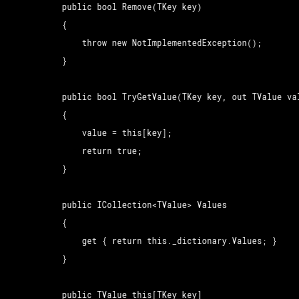 public bool Remove(TKey key)
{
throw new NotImplementedException();
}
public bool TryGetValue(TKey key, out TValue val
{
value = this[key];
return true;
}
public ICollection<TValue> Values
{
get { return this._dictionary.Values; }
}
public TValue this[TKey key]